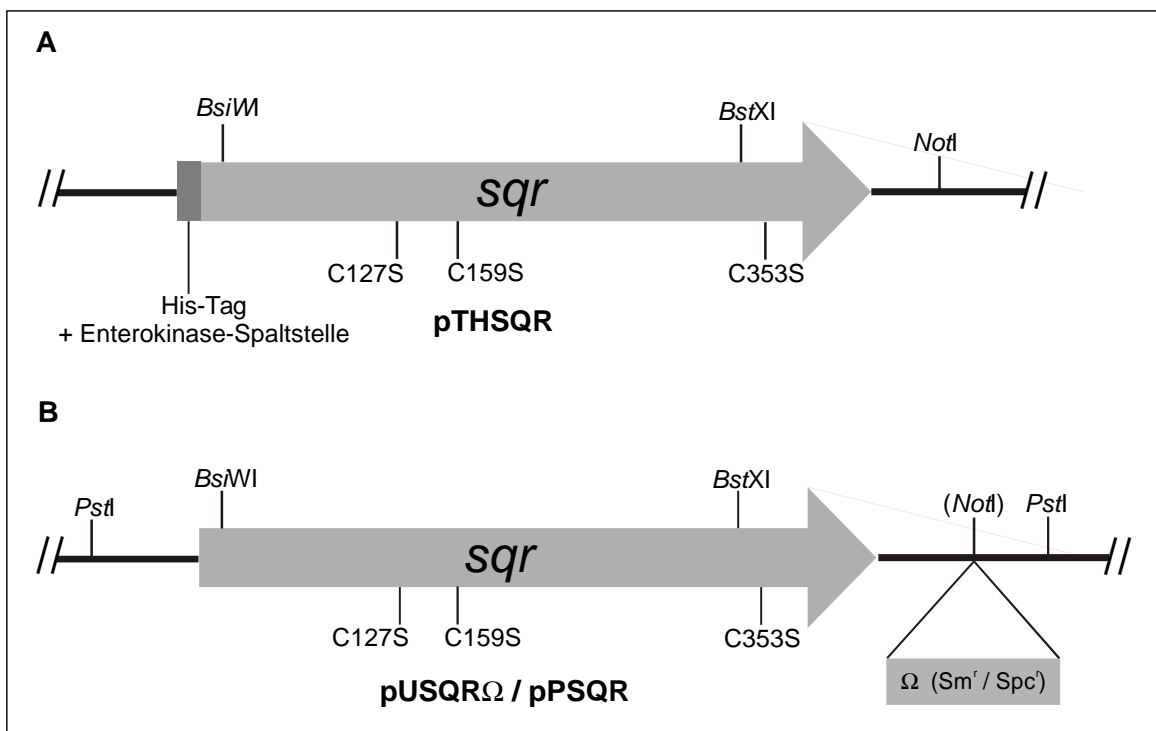 A
BsiWI
BstXI
NotI
sqr
C127S
C159S
C353S
His-Tag
+ Enterokinase-Spaltstelle
pTHSQR
B
PstI
BsiWI
BstXI
(NotI)
PstI
sqr
C127S
C159S
C353S
pUSQRΩ / pPSQR
Ω (Smʳ / Spcʳ)